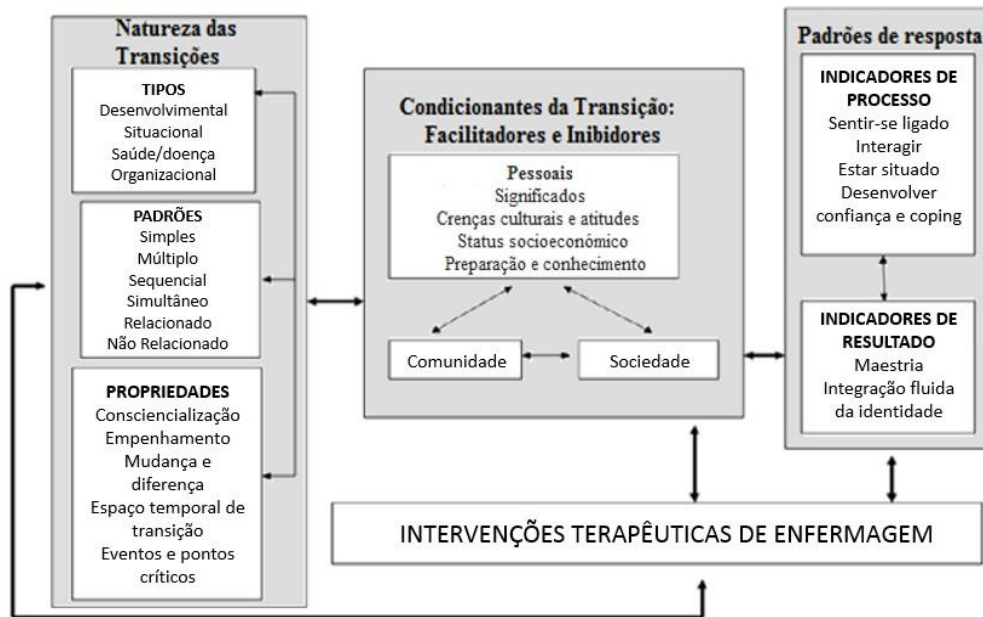 Natureza das
Transições
TIPOS
Desenvolvimental
Situacional
Saúde/doença
Organizacional
PADRÕES
Simples
Múltiplo
Sequencial
Simultâneo
Relacionado
Não Relacionado
PROPRIEDADES
Consciencialização
Empenhamento
Mudança e
diferença
Espaço temporal de
transição
Eventos e pontos
críticos
Condicionantes da Transição:
Facilitadores e Inibidores
Pessoais
Significados
Crenças culturais e atitudes
Status socioeconómico
Preparação e conhecimento
Comunidade
Sociedade
Padrões de resposta
INDICADORES DE
PROCESSO
Sentir-se ligado
Interagir
Estar situado
Desenvolver
confiança e coping
INDICADORES DE
RESULTADO
Maestria
Integração fluida
da identidade
INTERVENÇÕES TERAPÊUTICAS DE ENFERMAGEM